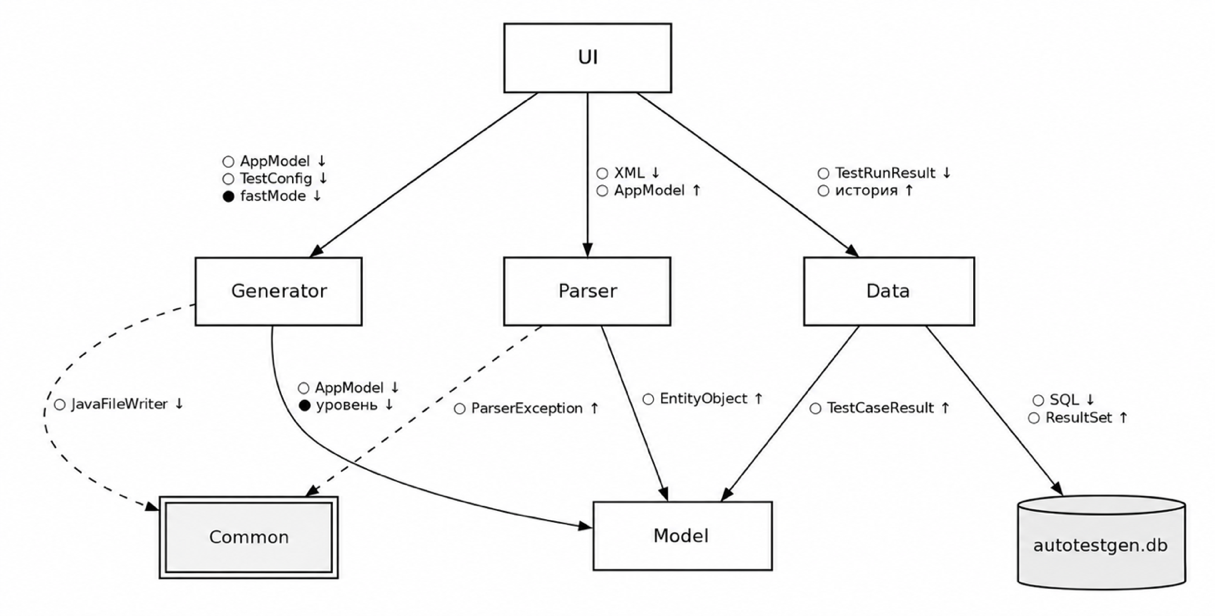 UI
○ AppModel ↓
○ TestConfig ↓
● fastMode ↓
○ XML ↓
○ AppModel ↑
○ TestRunResult ↓
○ история ↑
Generator
Parser
Data
○ JavaFileWriter ↓
○ AppModel ↓
● уровень ↓
○ ParserException ↑
○ EntityObject ↑
○ TestCaseResult ↑
○ SQL ↓
○ ResultSet ↑
Common
Model
autotestgen.db